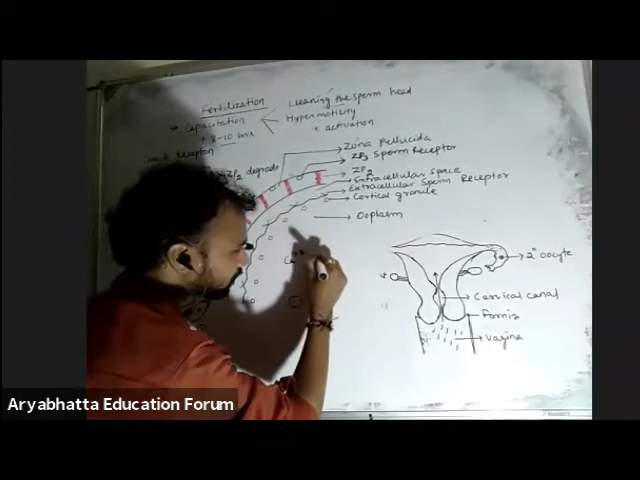 Fertilization
→ Capacitation
Cleaning the sperm head
Hypermotility
activation
8-10 hrs
ZP2 degrade
Zona Pellucida
ZP3 Sperm Receptor
ZP2
Extracellular space
Extracellular Sperm Receptor
Cortical granule
Ooplasm
2° oocyte
Cervical canal
Fornix
Vagina
Aryabhatta Education Forum